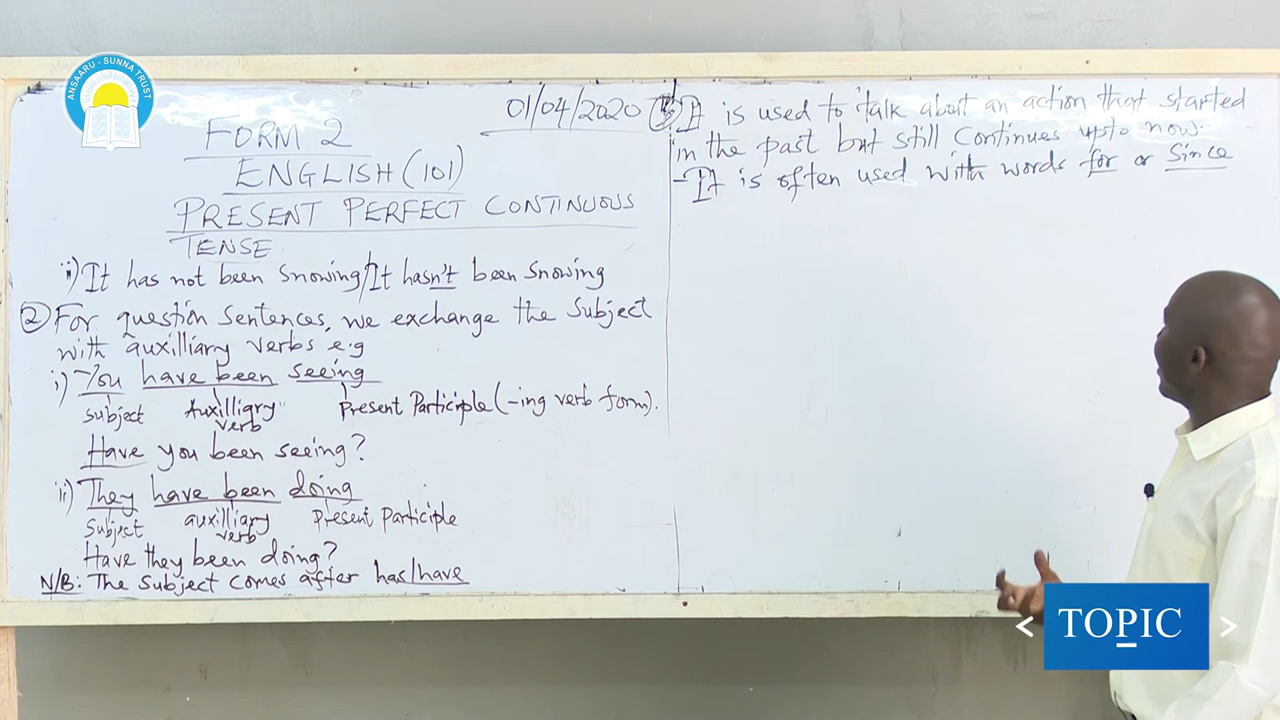 ANSAARU - SUNNA TRUST
01/04/2020
FORM 2
ENGLISH (101)
PRESENT PERFECT CONTINUOUS
TENSE.
ii) It has not been snowing/It hasn't been snowing
② For question sentences, we exchange the subject
with auxilliary verbs e.g
i) You have been seeing
subject Auxilliary verb Present Participle (-ing verb form).
Have you been seeing?
ii) They have been doing
Subject auxilliary verb Present Participle
Have they been doing?
N/B: The subject comes after has/have
③ It is used to talk about an action that started
in the past but still continues upto now.
-It is often used with words for or since
< TOPIC >